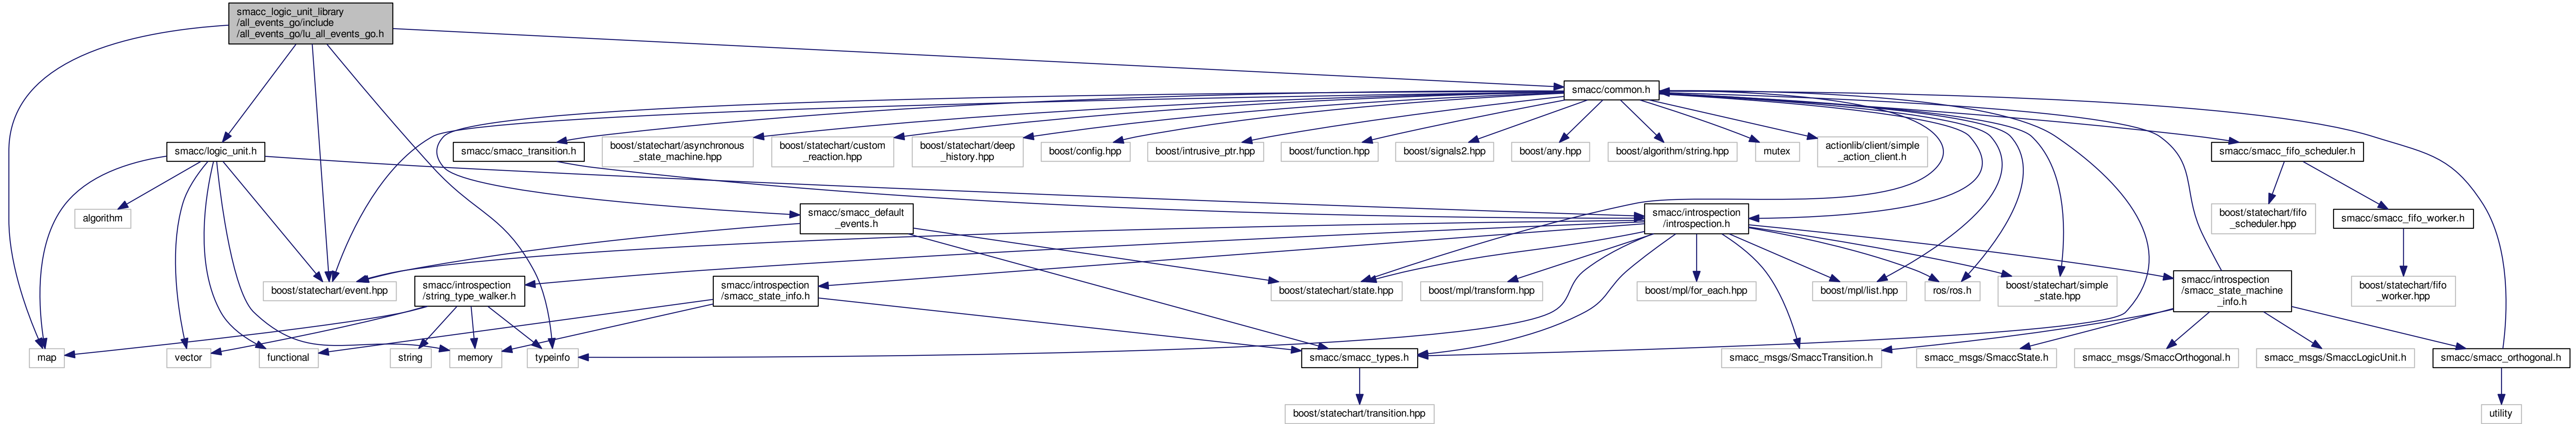 smacc_logic_unit_library
/all_events_go/include
/all_events_go/lu_all_events_go.h
smacc/common.h
smacc/logic_unit.h
smacc/smacc_transition.h
boost/statechart/asynchronous
_state_machine.hpp
boost/statechart/custom
_reaction.hpp
boost/statechart/deep
_history.hpp
boost/config.hpp
boost/intrusive_ptr.hpp
boost/function.hpp
boost/signals2.hpp
boost/any.hpp
boost/algorithm/string.hpp
mutex
actionlib/client/simple
_action_client.h
smacc/smacc_fifo_scheduler.h
algorithm
smacc/smacc_default
_events.h
smacc/introspection
/introspection.h
boost/statechart/fifo
_scheduler.hpp
smacc/smacc_fifo_worker.h
boost/statechart/event.hpp
smacc/introspection
/string_type_walker.h
smacc/introspection
/smacc_state_info.h
boost/statechart/state.hpp
boost/mpl/transform.hpp
boost/mpl/for_each.hpp
boost/mpl/list.hpp
ros/ros.h
boost/statechart/simple
_state.hpp
smacc/introspection
/smacc_state_machine
_info.h
boost/statechart/fifo
_worker.hpp
map
vector
functional
string
memory
typeinfo
smacc/smacc_types.h
smacc_msgs/SmaccTransition.h
smacc_msgs/SmaccState.h
smacc_msgs/SmaccOrthogonal.h
smacc_msgs/SmaccLogicUnit.h
smacc/smacc_orthogonal.h
boost/statechart/transition.hpp
utility